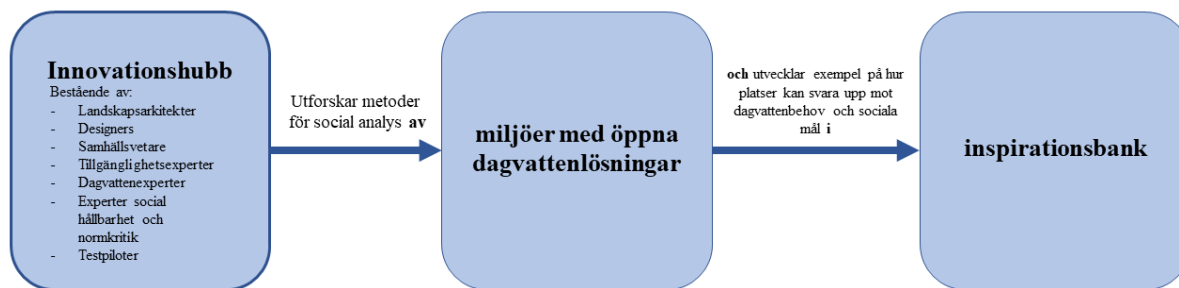 Innovationshubb
Bestående av:
- Landskapsarkitekter
- Designers
- Samhällsvetare
- Tillgänglighetsexperter
- Dagvattenexperter
- Experter social
hållbarhet och
normkritik
- Testpiloter
Utforskar metoder
för social analys av
miljöer med öppna
dagvattenlösningar
och utvecklar exempel på hur
platser kan svara upp mot
dagvattenbehov och sociala
mål i
inspirationsbank